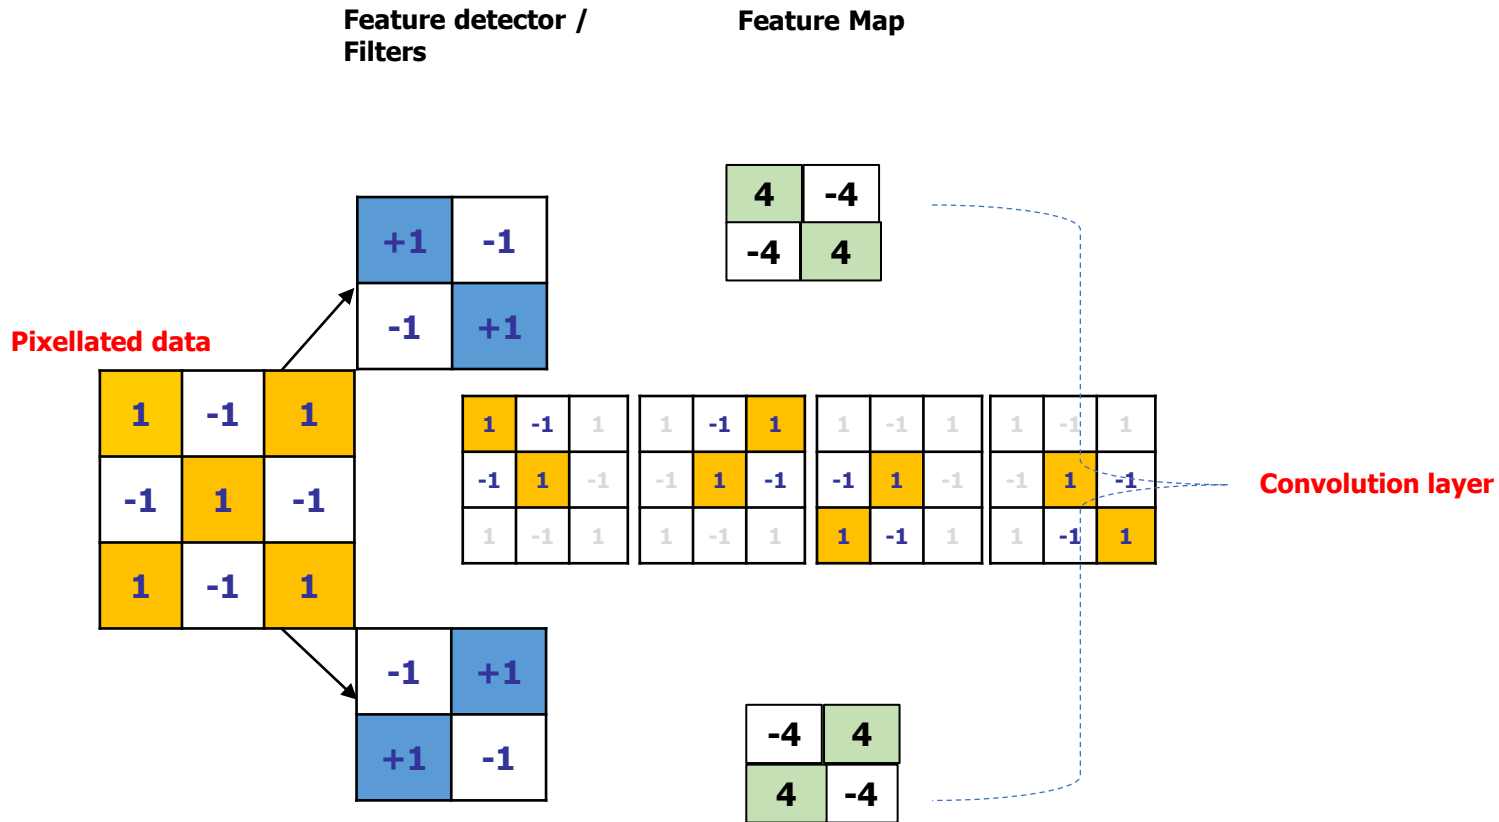 Feature detector /
Filters
Feature Map
4 -4
-4 4
+1 -1
-1 +1
Pixellated data
1 -1 1
-1 1 -1
1 -1 1
1 -1 1 1 -1 1 1 -1 1 1 -1 1
-1 1 -1 -1 1 -1 -1 1 -1 -1 1 -1
1 -1 1 1 -1 1 1 -1 1 1 -1 1
Convolution layer
-1 +1
+1 -1
-4 4
4 -4